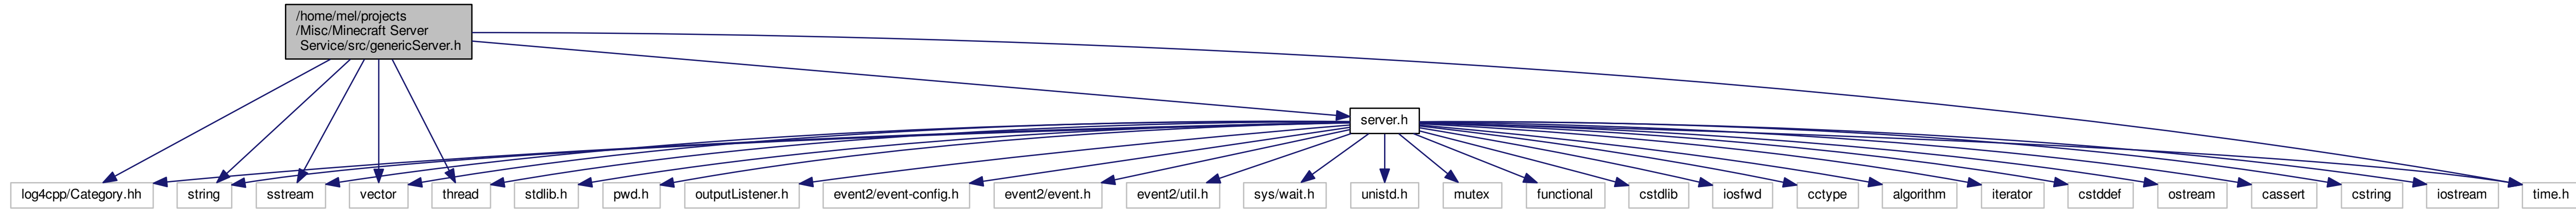 /home/mel/projects
/Misc/Minecraft Server
Service/src/genericServer.h
server.h
log4cpp/Category.hh
string
sstream
vector
thread
stdlib.h
pwd.h
outputListener.h
event2/event-config.h
event2/event.h
event2/util.h
sys/wait.h
unistd.h
mutex
functional
cstdlib
iosfwd
cctype
algorithm
iterator
cstddef
ostream
cassert
cstring
iostream
time.h